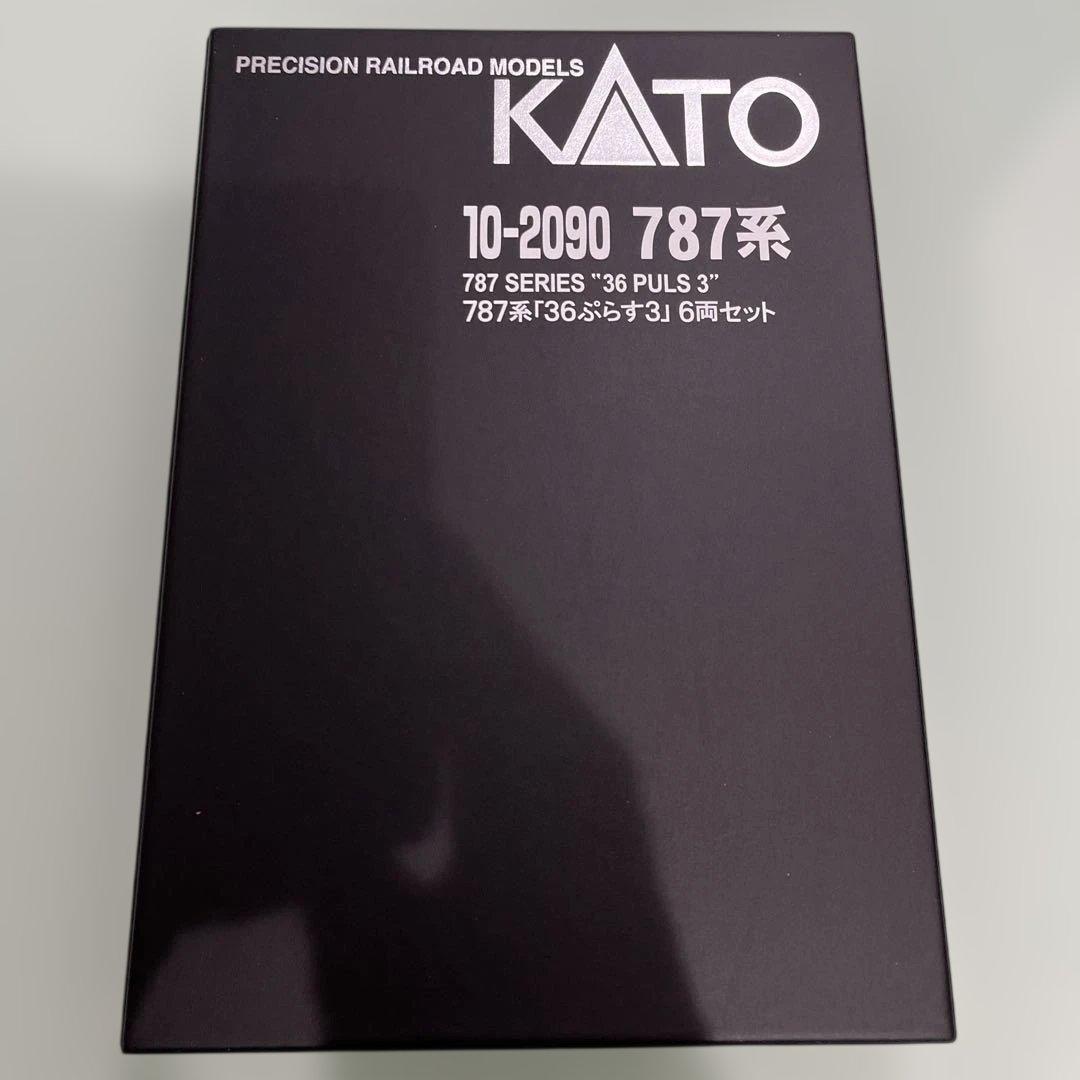 PRECISION RAILROAD MODELS
KATO
10-2090 787系
787 SERIES "36 PULS 3"
787系「36ぷらす3」6両セット